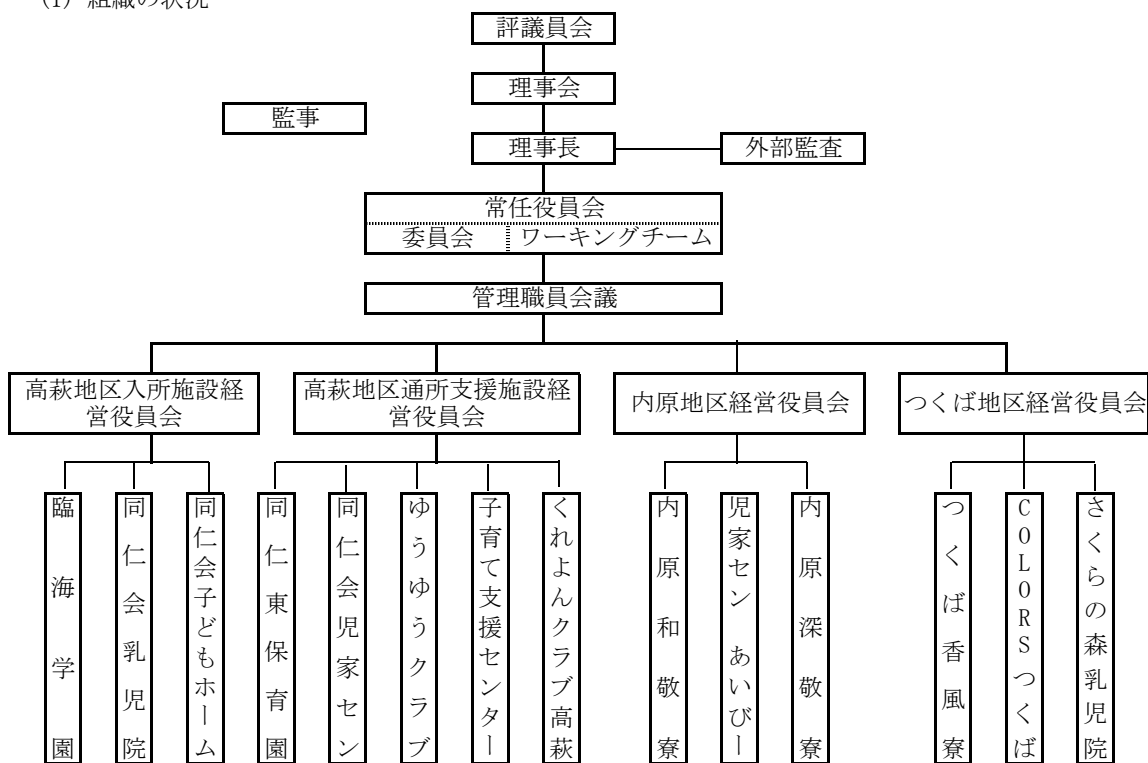 (1) 組織の状況
評議員会
理事会
監事
理事長
外部監査
常任役員会
委員会
ワーキングチーム
管理職員会議
高萩地区入所施設経
営役員会
高萩地区通所支援施設経
営役員会
内原地区経営役員会
つくば地区経営役員会
臨海学園
同仁会乳児院
同仁会子どもホーム
同仁東保育園
同仁会児家セン
ゆうゆうクラブ
子育て支援センター
くれよんクラブ高萩
内原和敬寮
児家セン あいびー
内原深敬寮
つくば香風寮
COLORSつくば
さくらの森乳児院